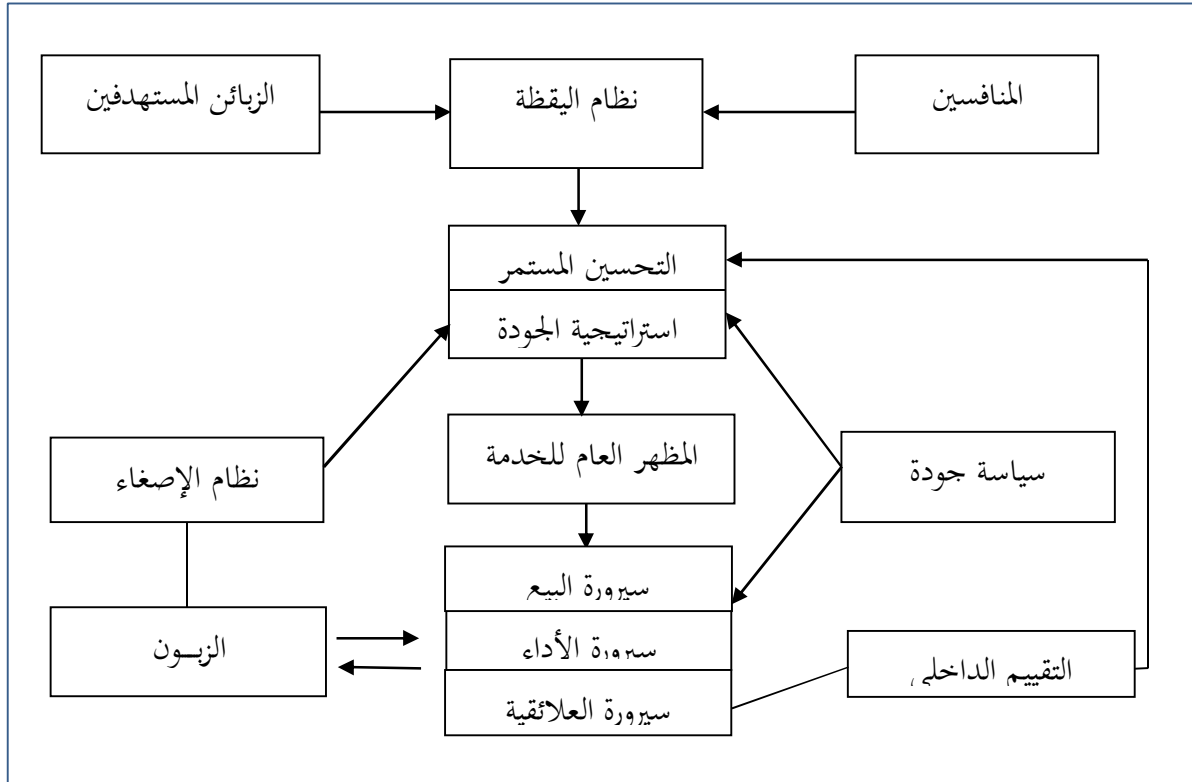 المنافسين
نظام اليقظة
الزبائن المستهدفين
التحسين المستمر
استراتيجية الجودة
المظهر العام للخدمة
سياسة جودة
نظام الإصغاء
سيرورة البيع
سيرورة الأداء
سيرورة العلائقية
الزبـــون
التقييم الداخلي